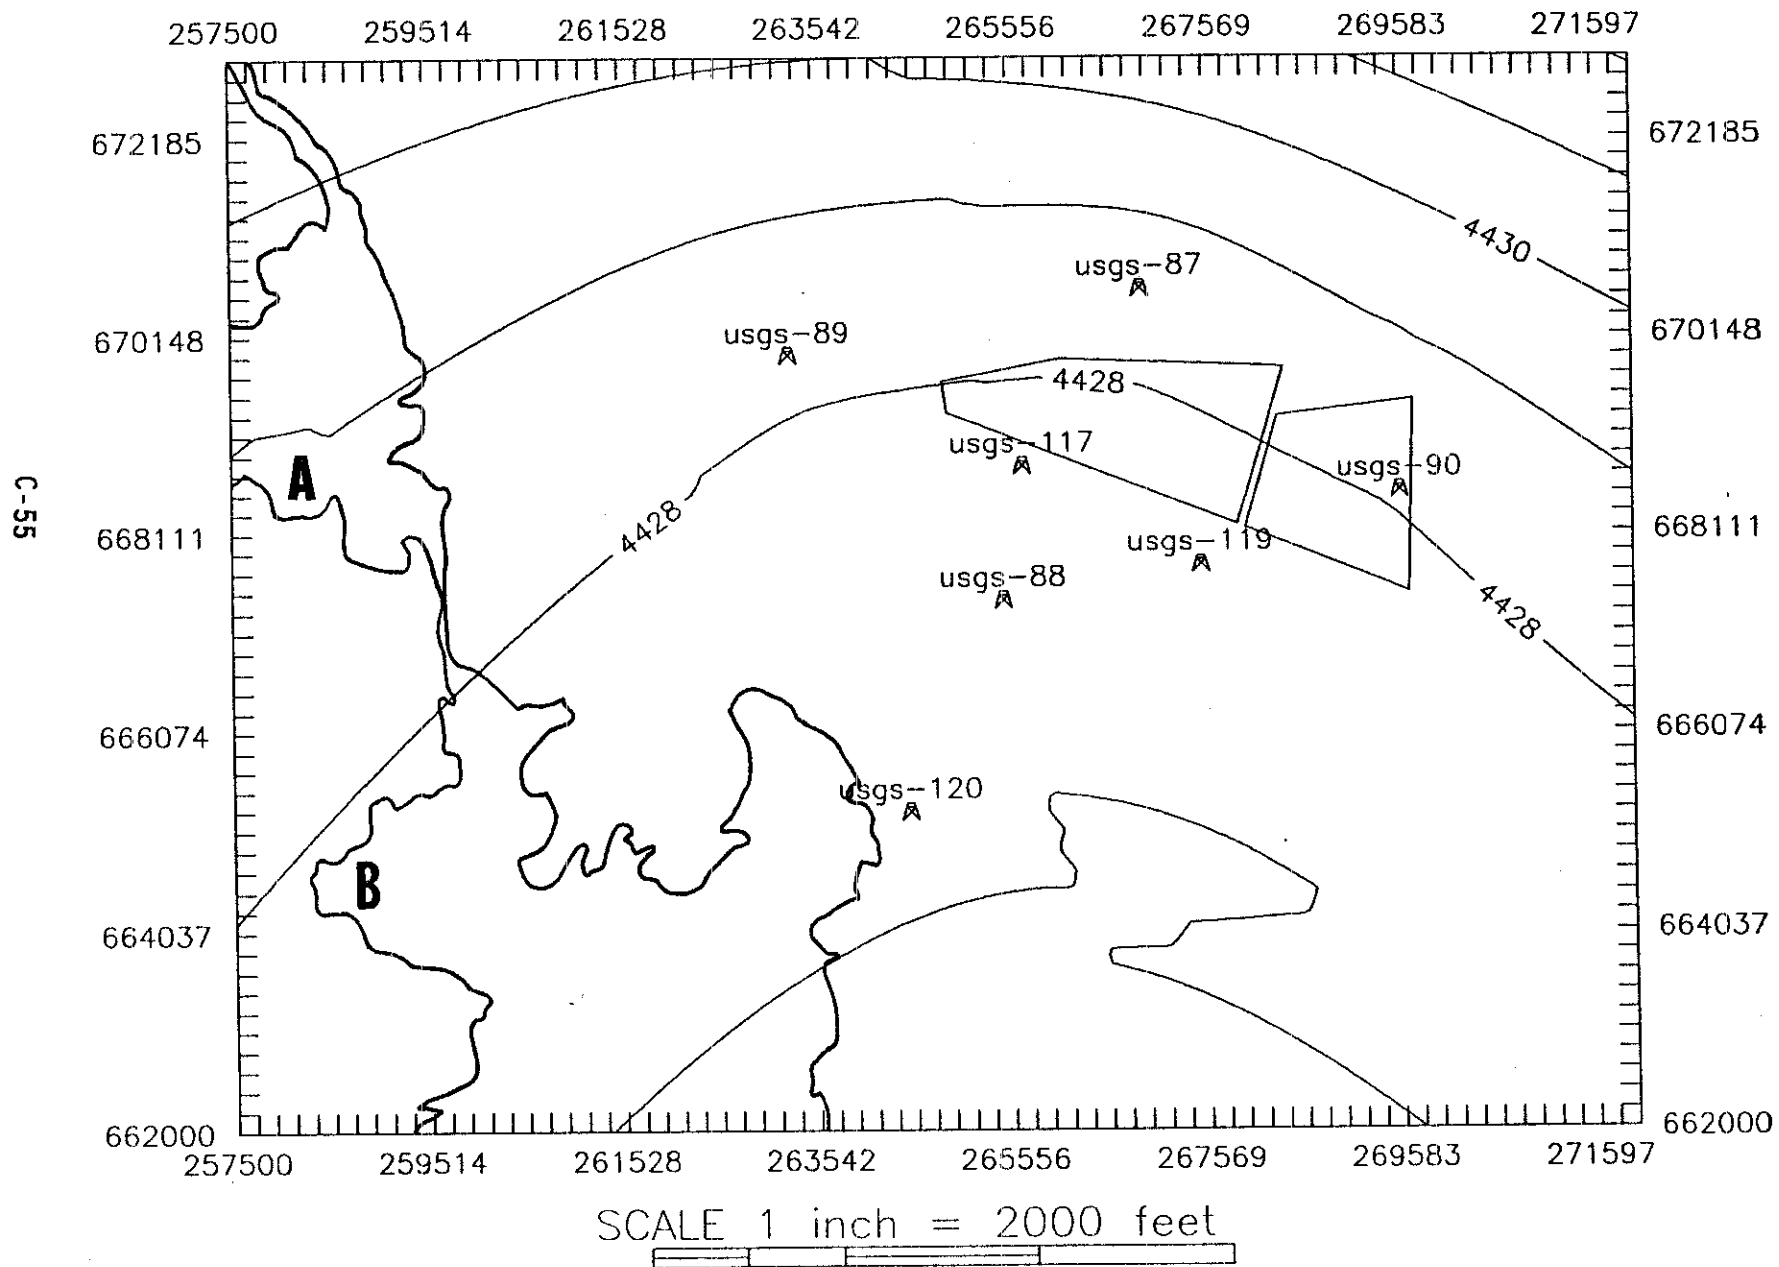 257500 259514 261528 263542 265556 267569 269583 271597
672185 672185
4430
usgs-87
670148 usgs-89 670148
4428
usgs-117
A usgs-90
C-55
4428
668111 668111
usgs-119
usgs-88
4428
666074 666074
usgs-120
B
664037 664037
662000 662000
257500 259514 261528 263542 265556 267569 269583 271597
SCALE 1 inch = 2000 feet